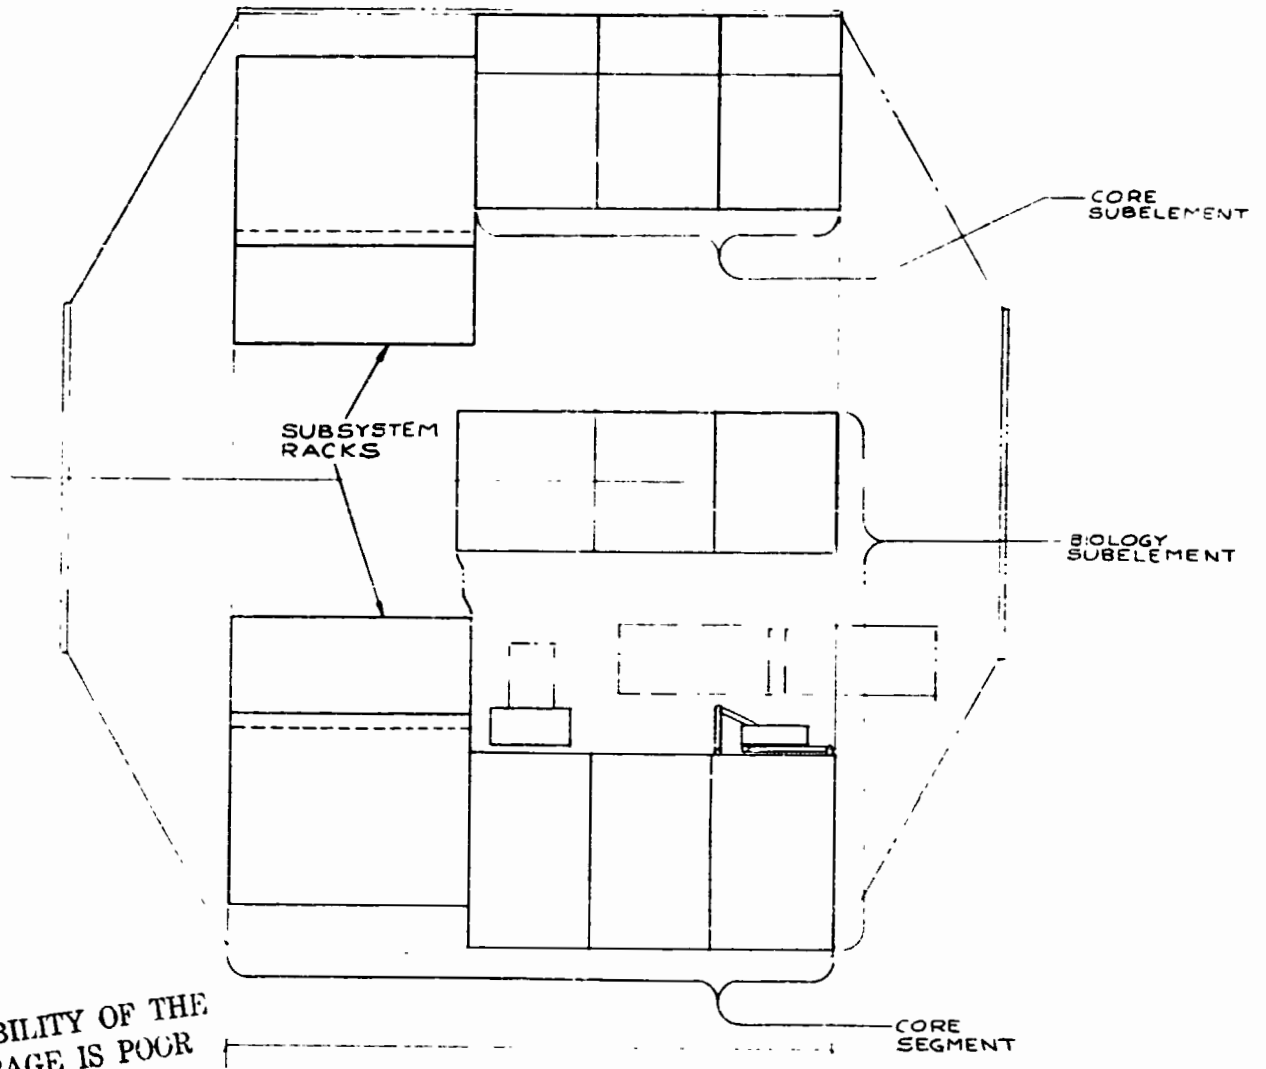 CORE
SUBELEMENT
SUBSYSTEM
RACKS
BIOLOGY
SUBELEMENT
BILITY OF THE
PAGE IS POOR
CORE
SEGMENT